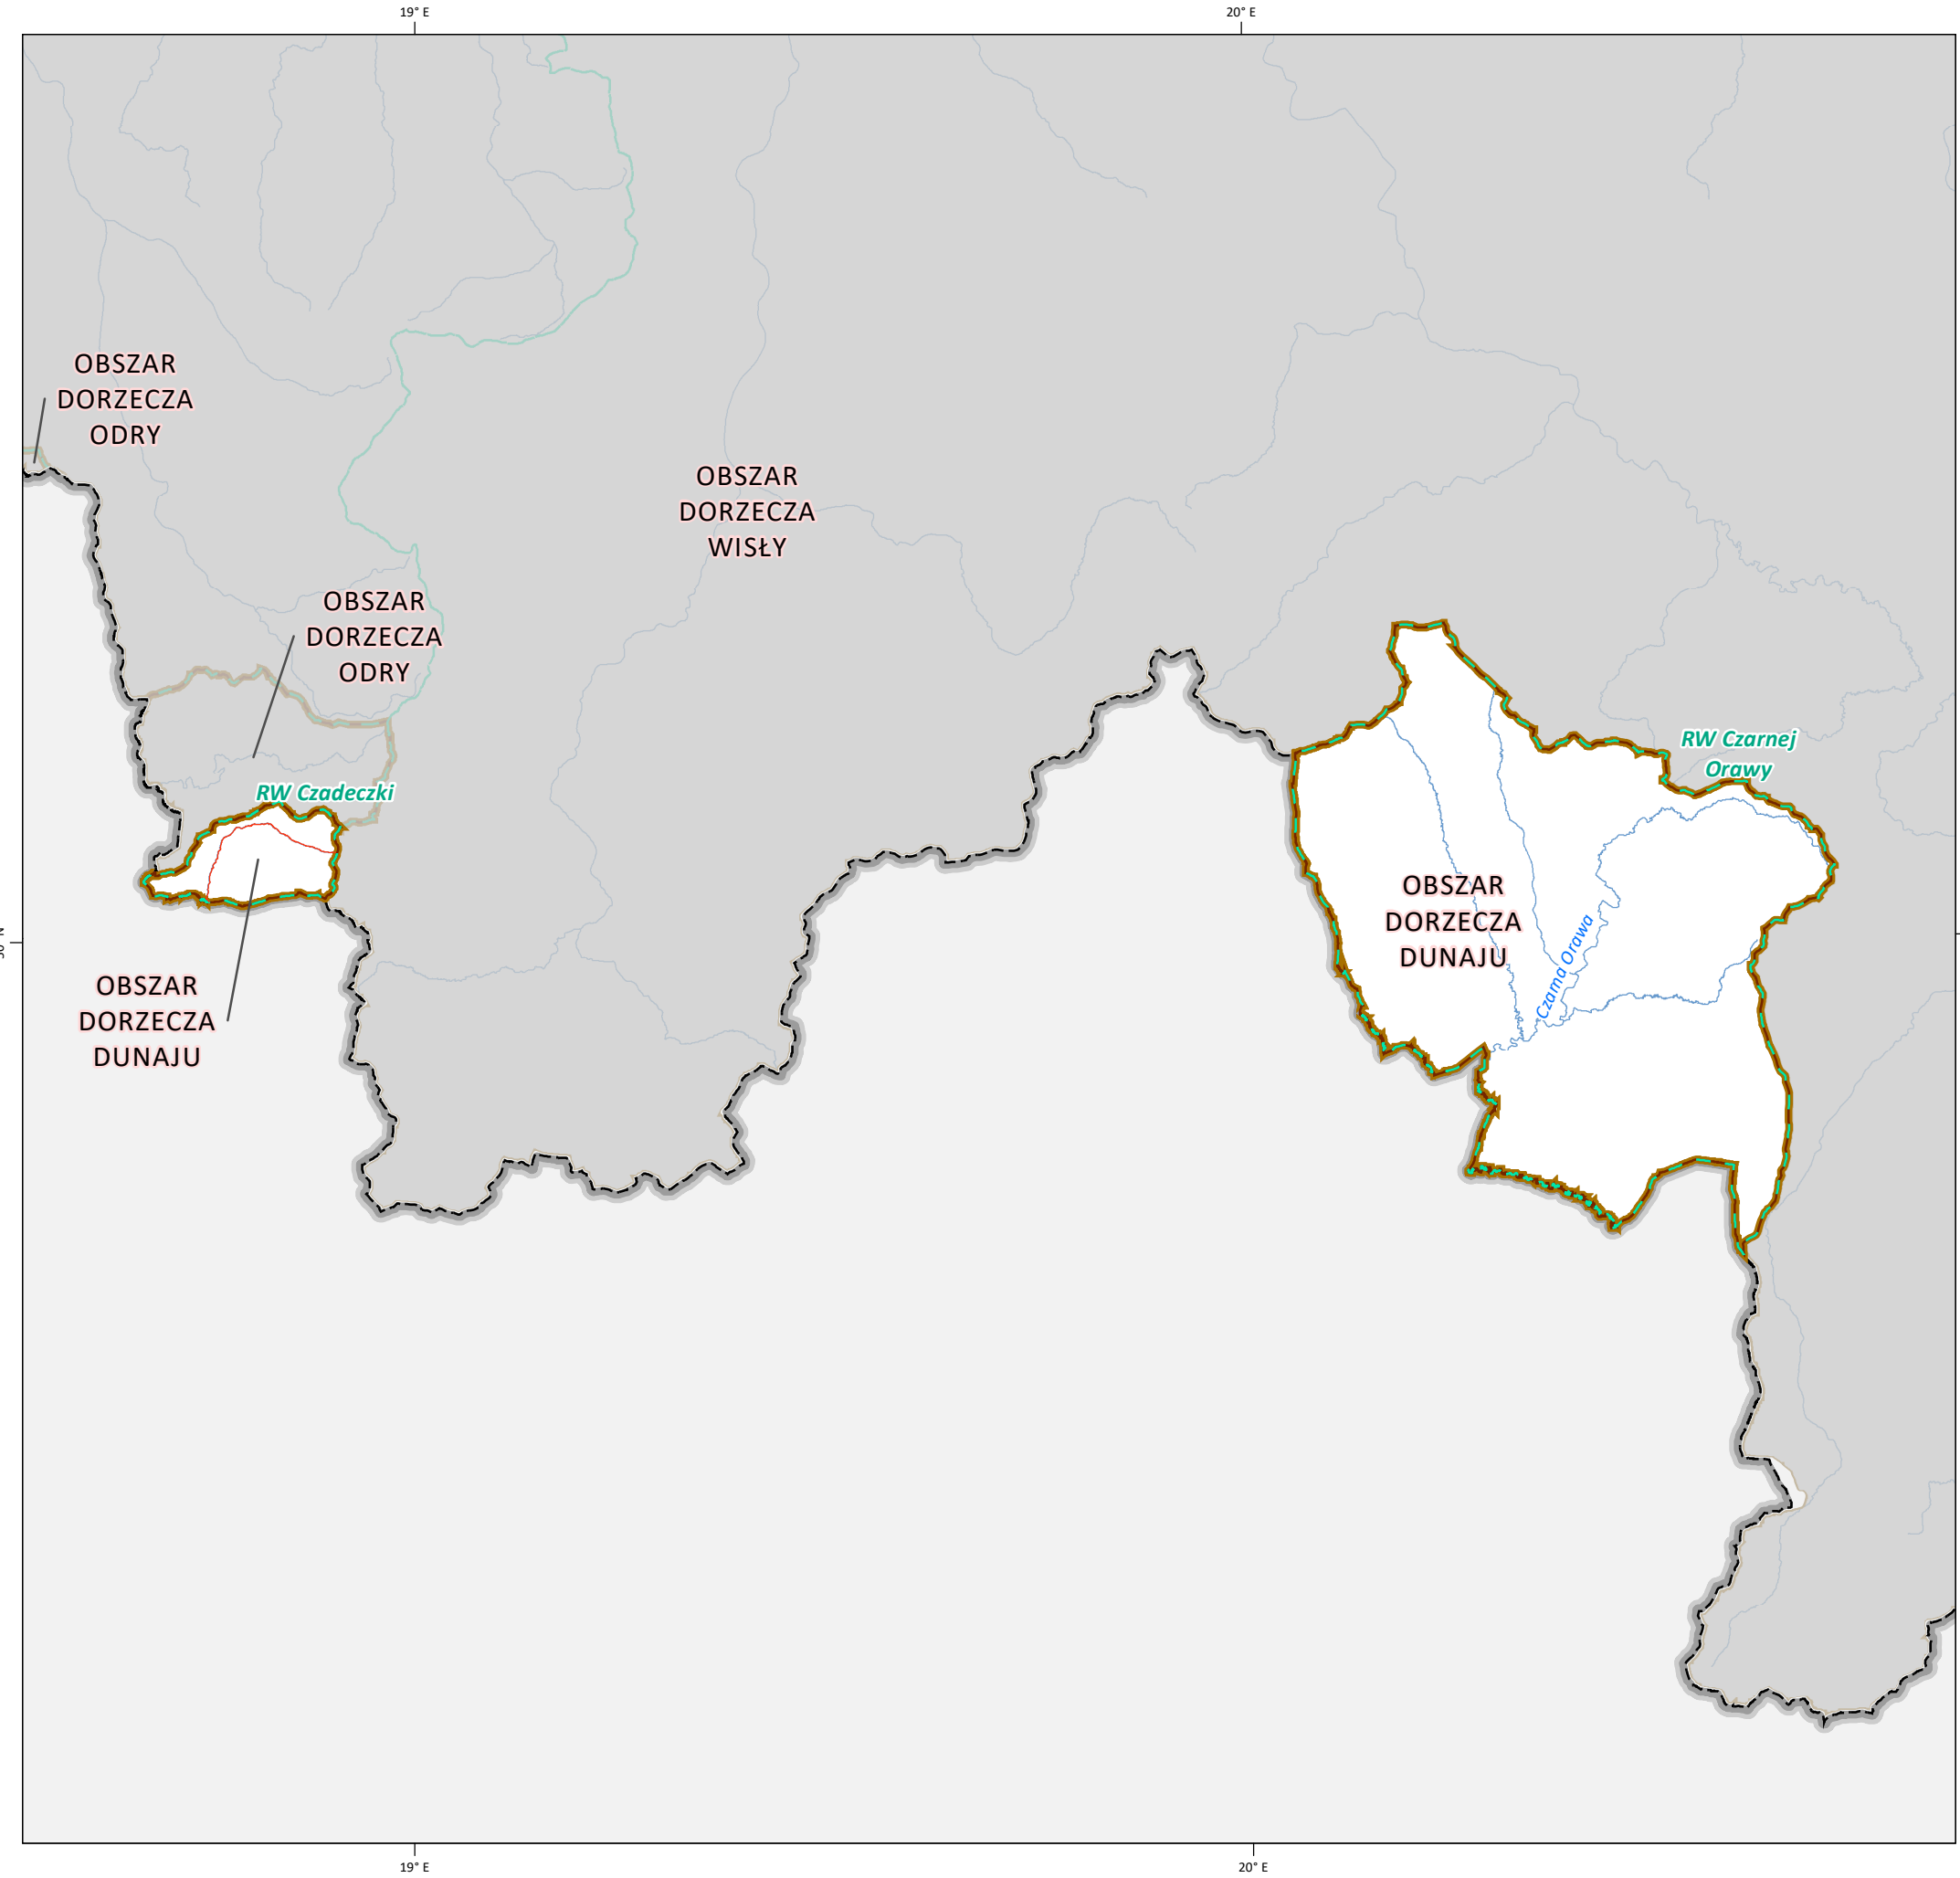 19° E
20° E
OBSZAR
DORZECZA
ODRY
OBSZAR
DORZECZA
WISŁY
OBSZAR
DORZECZA
ODRY
RW Czarnej
Orawy
RW Czadeczki
OBSZAR
DORZECZA
DUNAJU
Czarna Orawa
OBSZAR
DORZECZA
DUNAJU
19° E
20° E